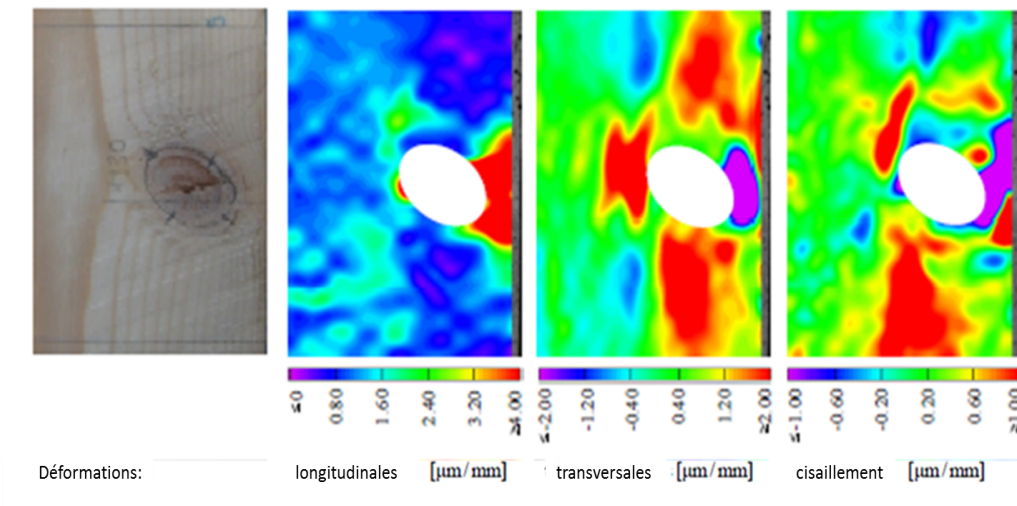 ≤0 0.80 1.60 2.40 3.20 ≥4.00
≤-2.00 -1.20 -0.40 0.40 1.20 ≥2.00
≤-1.00 -0.60 -0.20 0.20 0.60 ≥1.00
Déformations: longitudinales [μm/mm] transversales [μm/mm] cisaillement [μm/mm]